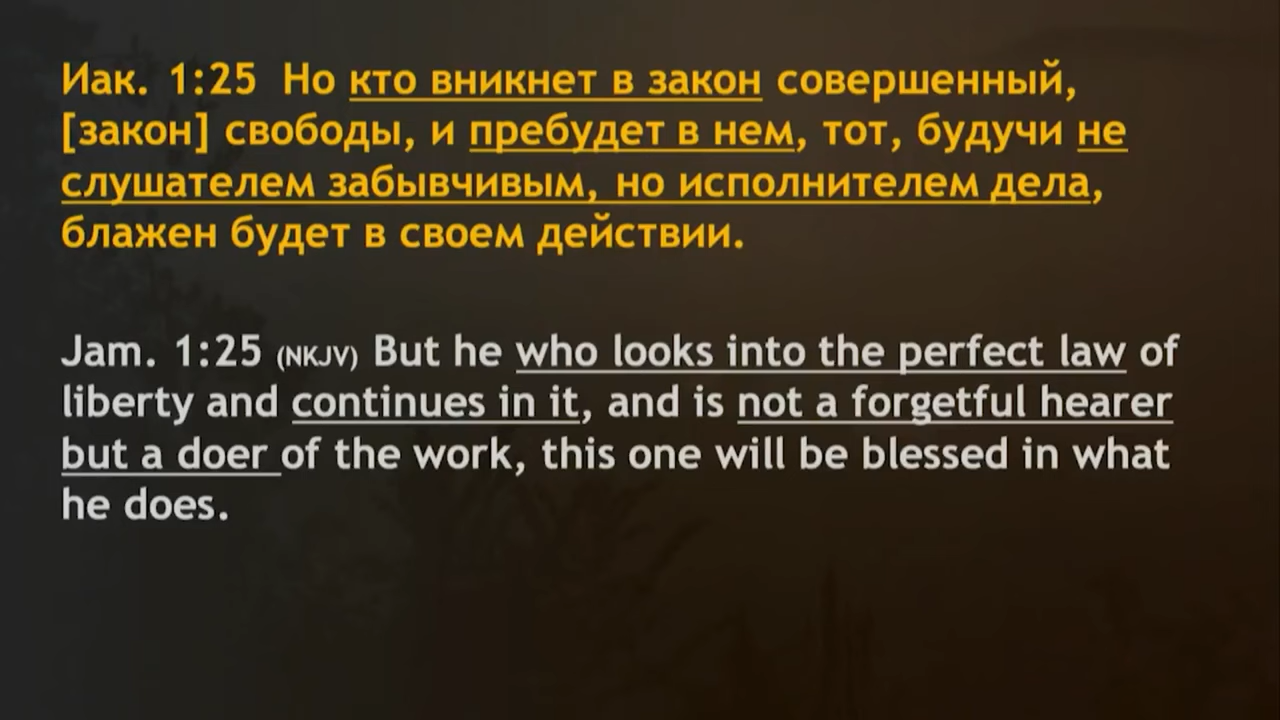 Иак. 1:25 Но кто вникнет в закон совершенный,
[закон] свободы, и пребудет в нем, тот, будучи не
слушателем забывчивым, но исполнителем дела,
блажен будет в своем действии.
Jam. 1:25 (NKJV) But he who looks into the perfect law of
liberty and continues in it, and is not a forgetful hearer
but a doer of the work, this one will be blessed in what
he does.